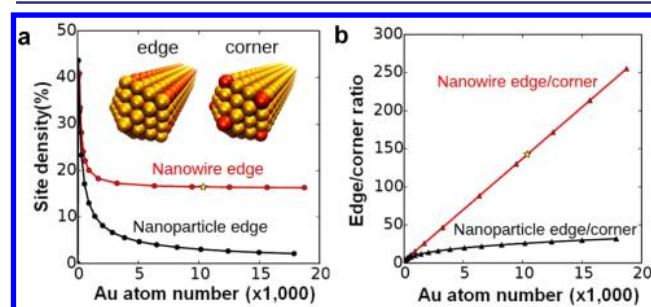 a
50
40
30
20
10
0
Site density(%)
edge
corner
Nanowire edge
Nanoparticle edge
0
5
10
15
20
Au atom number (x1,000)
b
300
250
200
150
100
50
0
Edge/corner ratio
Nanowire edge/corner
Nanoparticle edge/corner
0
5
10
15
20
Au atom number (x1,000)